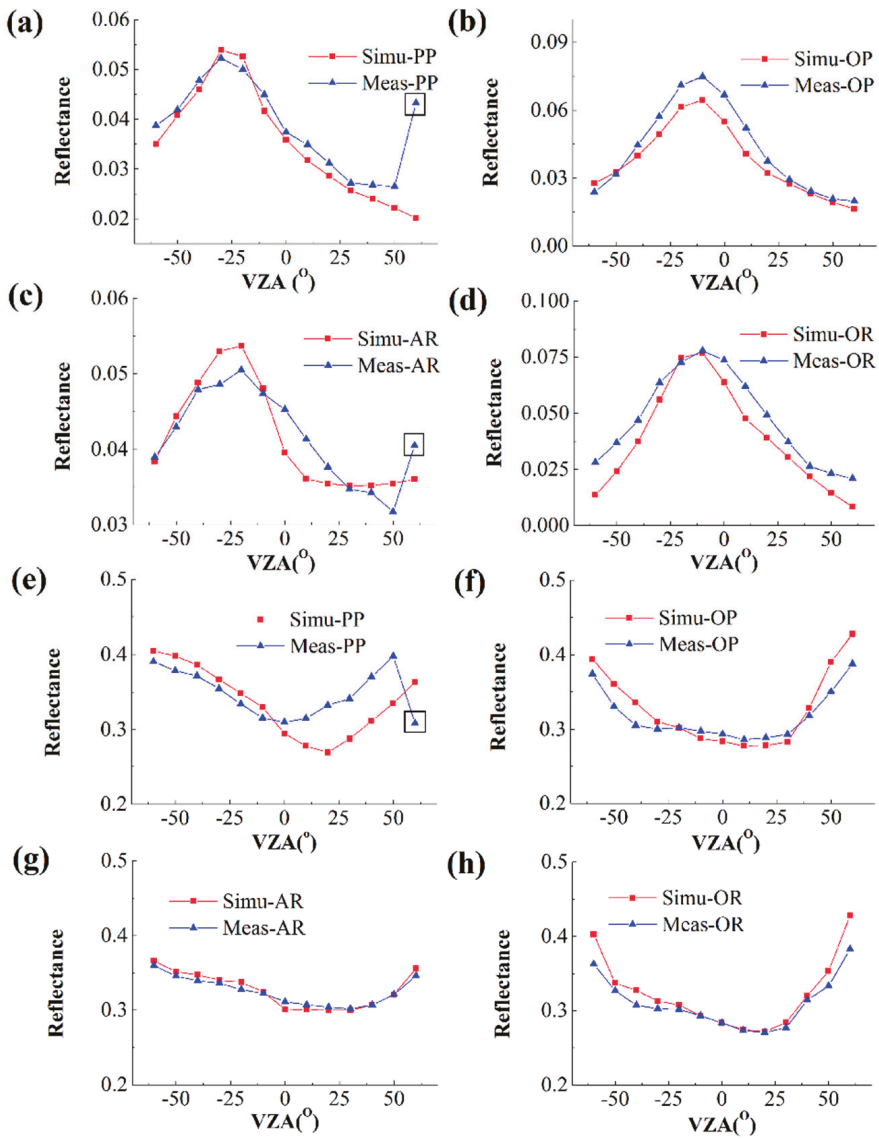 (a)
0.06
0.05
0.04
0.03
0.02
Reflectance
Simu-PP
Meas-PP
-50 -25 0 25 50
VZA (O)
(b)
0.09
0.06
0.03
0.00
Reflectance
Simu-OP
Meas-OP
-50 -25 0 25 50
VZA(O)
(c)
0.06
0.05
0.04
0.03
Reflectance
Simu-AR
Meas-AR
-50 -25 0 25 50
VZA(O)
(d)
0.100
0.075
0.050
0.025
0.000
Reflectance
Simu-OR
Mcas-OR
-50 -25 0 25 50
VZA(O)
(e)
0.5
0.4
0.3
0.2
Reflectance
Simu-PP
Meas-PP
-50 -25 0 25 50
VZA(o)
(f)
0.5
0.4
0.3
0.2
Reflectance
Simu-OP
Meas-OP
-50 -25 0 25 50
VZA(O)
(g)
0.5
0.4
0.3
0.2
Reflectance
Simu-AR
Meas-AR
-50 -25 0 25 50
VZA(O)
(h)
0.5
0.4
0.3
0.2
Reflectance
Simu-OR
Mcas-OR
-50 -25 0 25 50
VZA(O)